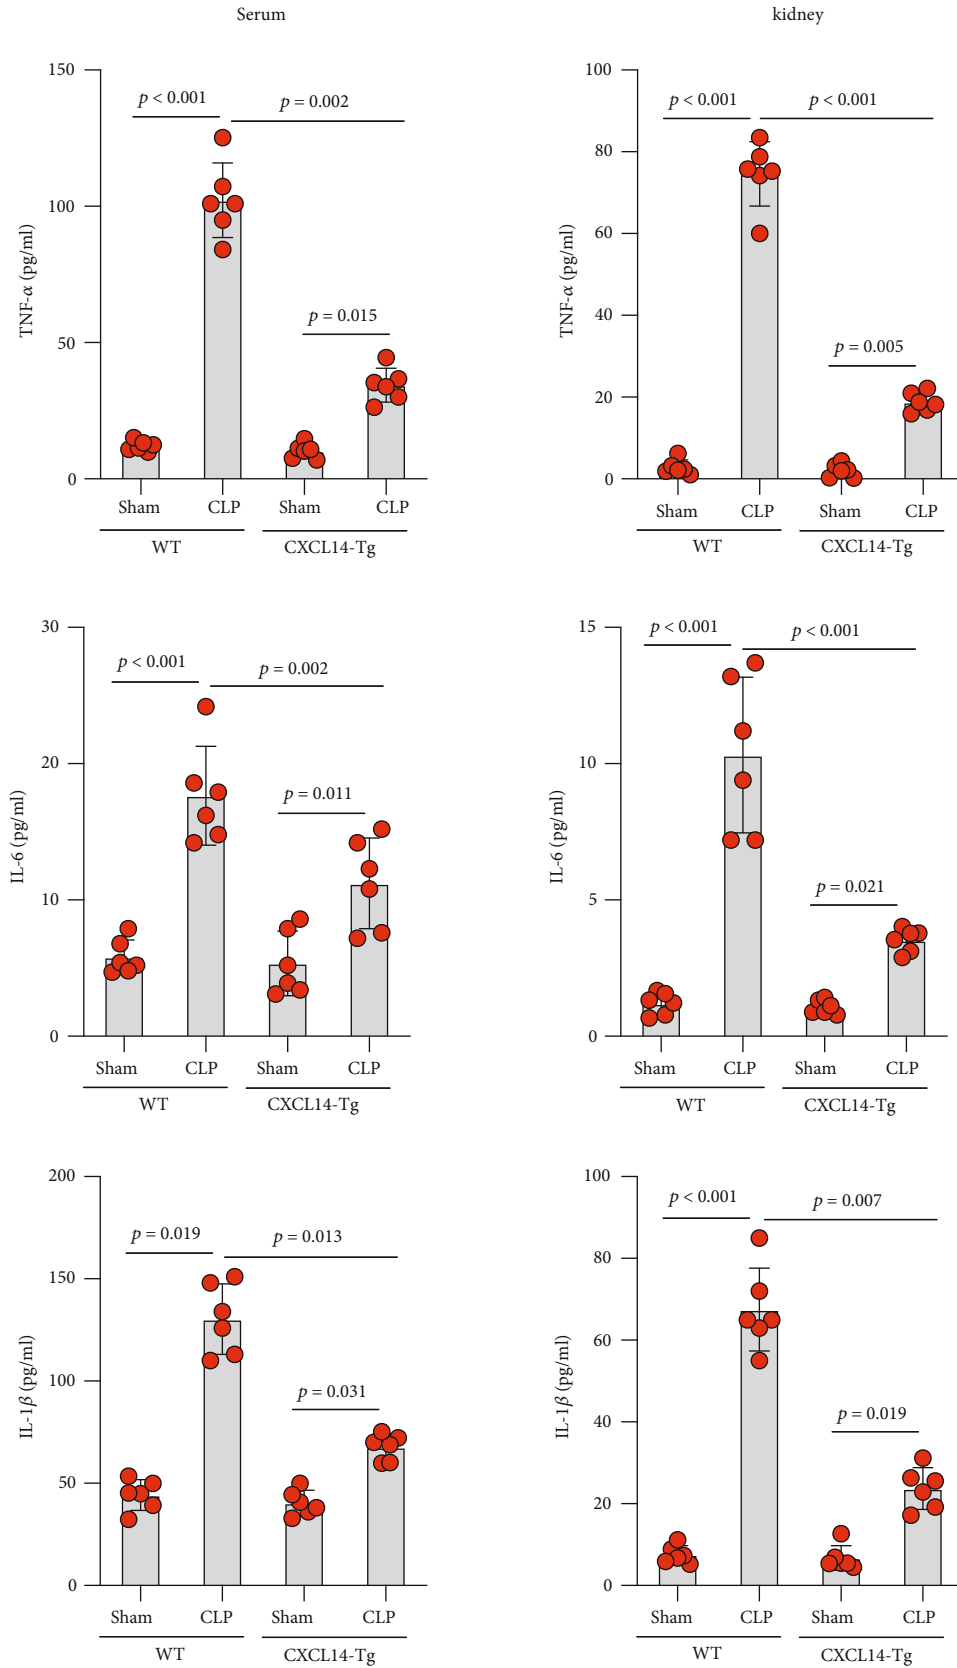 Serum
kidney
150
100
50
0
TNF-α (pg/ml)
p < 0.001
p = 0.002
p = 0.015
Sham CLP Sham CLP
WT CXCL14-Tg
100
80
60
40
20
0
TNF-α (pg/ml)
p < 0.001
p < 0.001
p = 0.005
Sham CLP Sham CLP
WT CXCL14-Tg
30
20
10
0
IL-6 (pg/ml)
p < 0.001
p = 0.002
p = 0.011
Sham CLP Sham CLP
WT CXCL14-Tg
15
10
5
0
IL-6 (pg/ml)
p < 0.001
p < 0.001
p = 0.021
Sham CLP Sham CLP
WT CXCL14-Tg
200
150
100
50
0
IL-1β (pg/ml)
p = 0.019
p = 0.013
p = 0.031
Sham CLP Sham CLP
WT CXCL14-Tg
100
80
60
40
20
0
IL-1β (pg/ml)
p < 0.001
p = 0.007
p = 0.019
Sham CLP Sham CLP
WT CXCL14-Tg